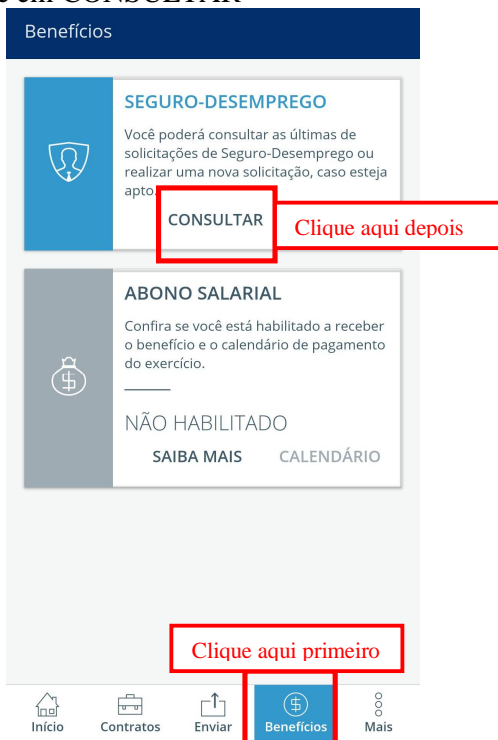 em CONSULTAR
Benefícios
SEGURO-DESEMPREGO
Você poderá consultar as últimas de
solicitações de Seguro-Desemprego ou
realizar uma nova solicitação, caso esteja
apto.
CONSULTAR
Clique aqui depois
ABONO SALARIAL
Confira se você está habilitado a receber
o benefício e o calendário de pagamento
do exercício.
NÃO HABILITADO
SAIBA MAIS CALENDÁRIO
Clique aqui primeiro
Início Contratos Enviar Benefícios Mais